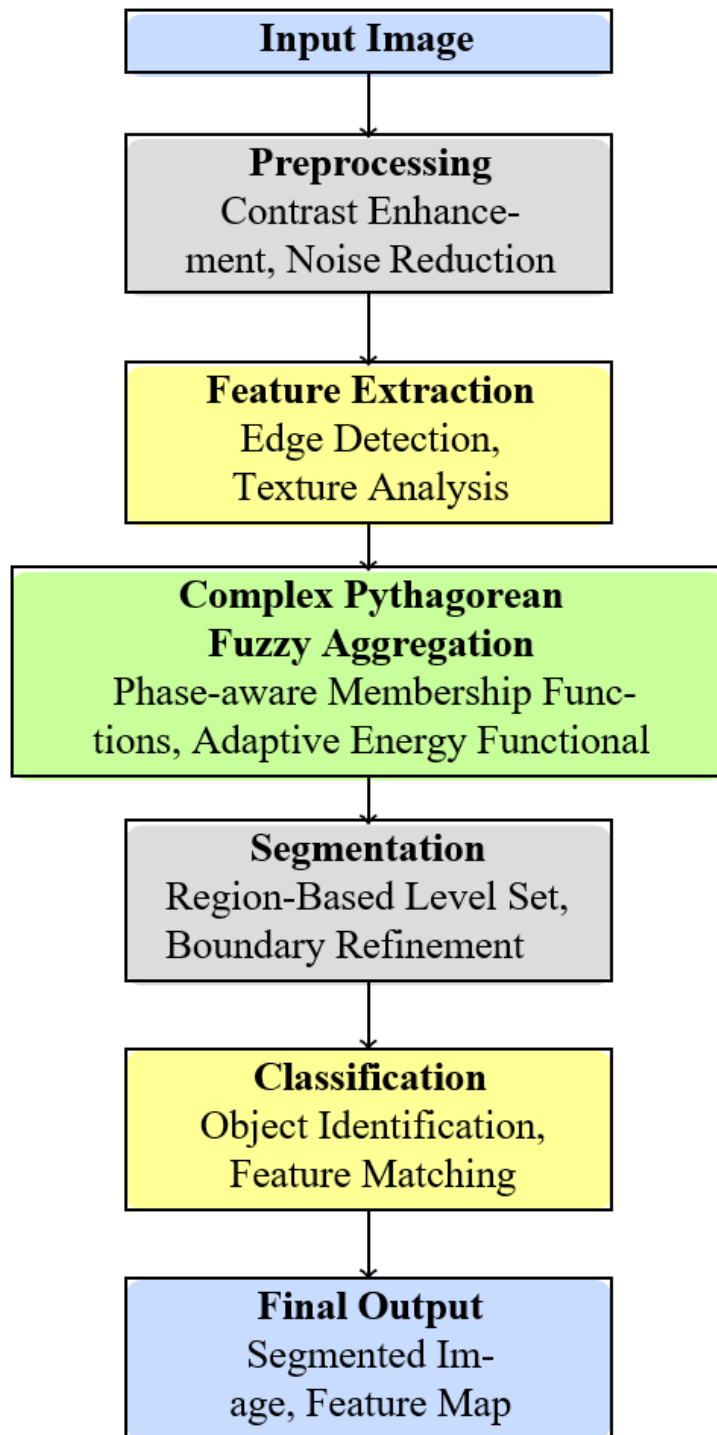 Input Image
Preprocessing
Contrast Enhance-
ment, Noise Reduction
Feature Extraction
Edge Detection,
Texture Analysis
Complex Pythagorean
Fuzzy Aggregation
Phase-aware Membership Func-
tions, Adaptive Energy Functional
Segmentation
Region-Based Level Set,
Boundary Refinement
Classification
Object Identification,
Feature Matching
Final Output
Segmented Im-
age, Feature Map